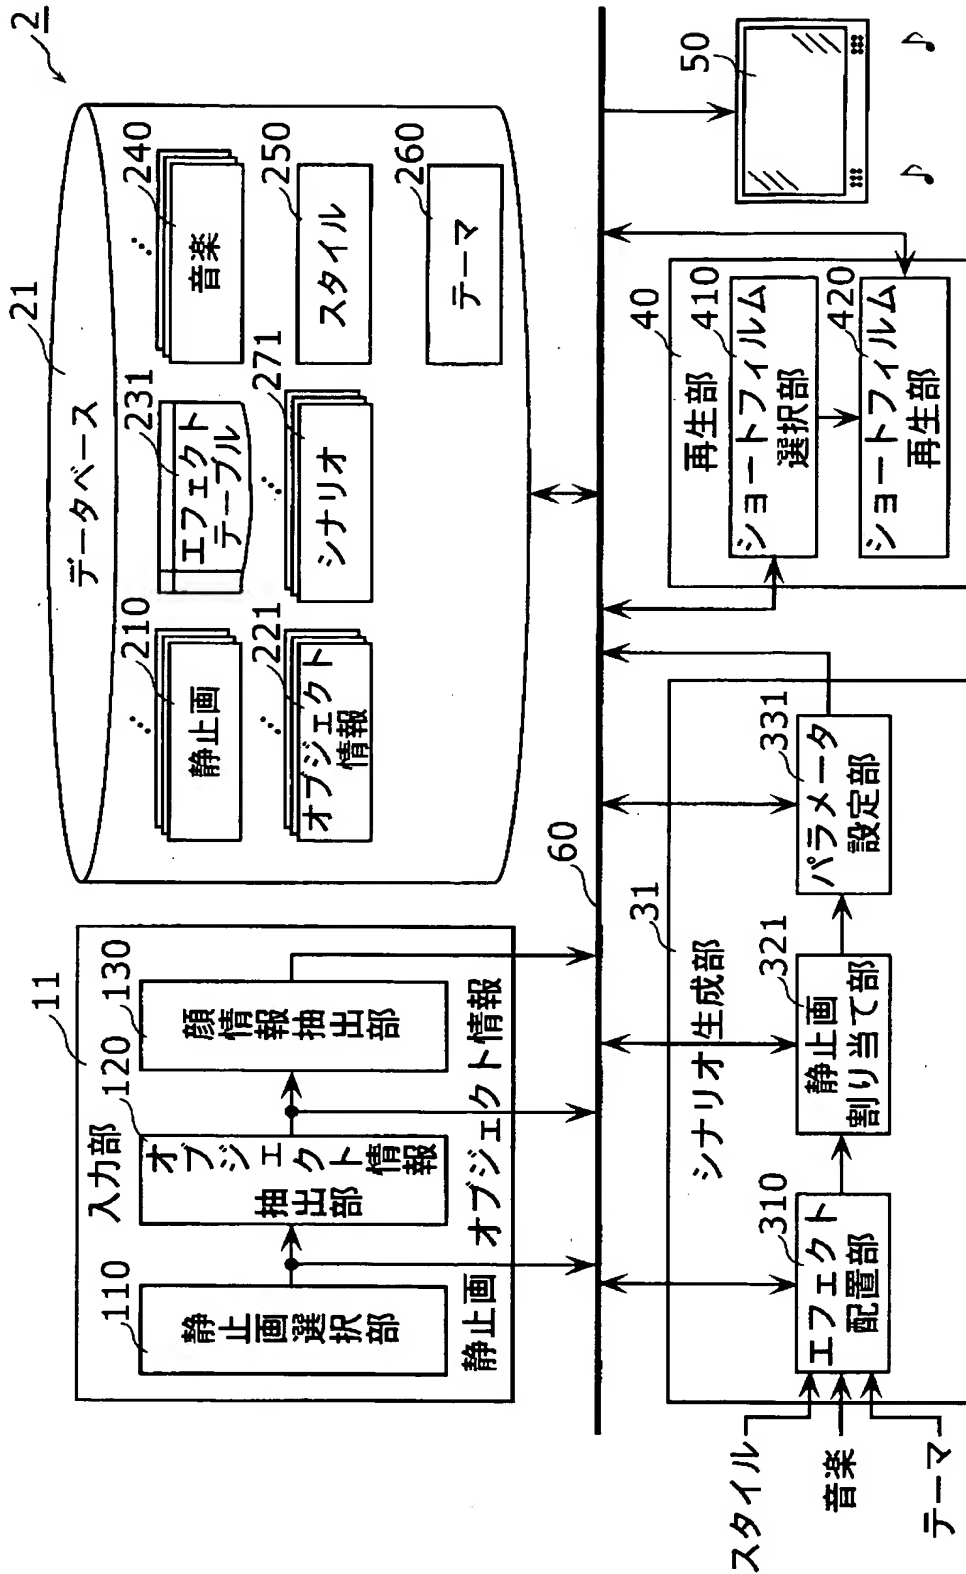 2
11
入力部
110
静止画選択部
120
オブジェクト情報
抽出部
130
顔情報抽出部
静止画
オブジェクト情報
21
データベース
210
静止画
231
エフェクト
テーブル
240
音楽
221
オブジェクト
情報
271
シナリオ
250
スタイル
260
テーマ
60
スタイル
音楽
テーマ
31
シナリオ生成部
310
エフェクト
配置部
321
静止画
割り当て部
331
パラメータ
設定部
40
再生部
410
ショートフィルム
選択部
420
ショートフィルム
再生部
50